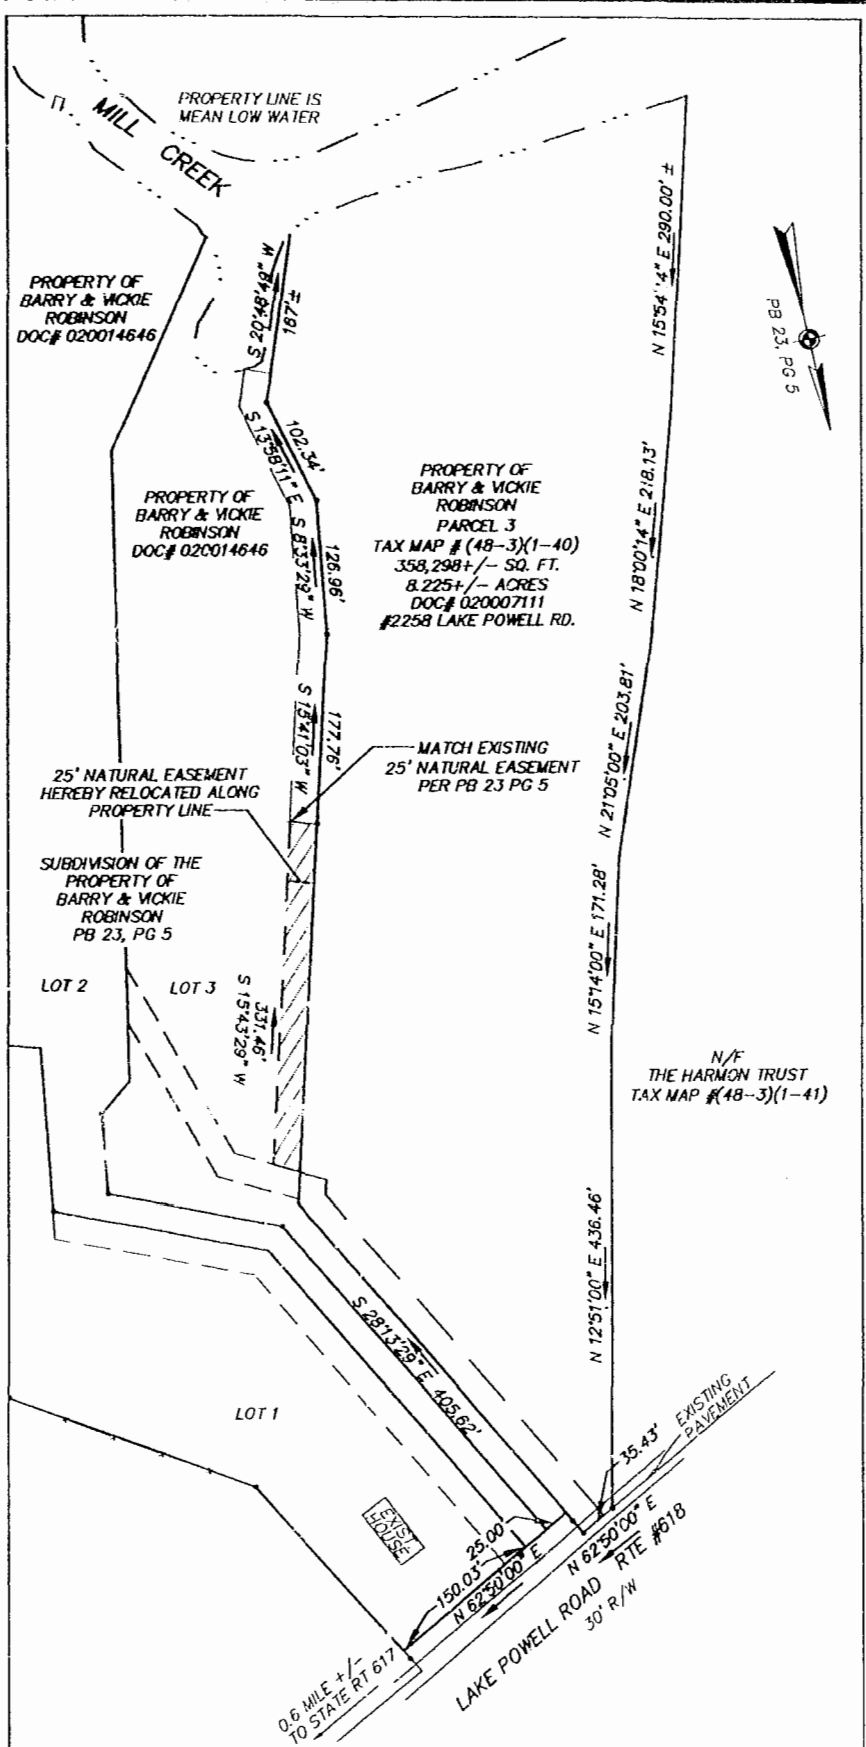 PROPERTY LINE IS
MEAN LOW WATER
MILL CREEK
PROPERTY OF
BARRY & VICKIE
ROBINSON
DOC# 020014646
S 20°48'49" W
187'±
N 15°54'14" E 290.00' ±
PB 23, PG 5
102.34'
S 13°58'11" E
PROPERTY OF
BARRY & VICKIE
ROBINSON
DOC# 020014646
PROPERTY OF
BARRY & VICKIE
ROBINSON
PARCEL 3
TAX MAP # (48-3)(1-40)
358,298+/- SQ. FT.
8.225+/- ACRES
DOC# 020007111
#2258 LAKE POWELL RD.
N 18°00'14" E 218.13'
126.96'
S 8°33'29" W
177.76'
S 15°41'03" W
N 21°05'00" E 203.81'
MATCH EXISTING
25' NATURAL EASEMENT
PER PB 23 PG 5
25' NATURAL EASEMENT
HEREBY RELOCATED ALONG
PROPERTY LINE
SUBDIVISION OF THE
PROPERTY OF
BARRY & VICKIE
ROBINSON
PB 23, PG 5
N 15°14'00" E 171.28'
LOT 2
LOT 3
331.46'
S 15°43'29" W
N/F
THE HARMON TRUST
TAX MAP #(48-3)(1-41)
N 12°51'00" E 436.46'
S 28°13'29" E 405.62'
LOT 1
EXISTING
PAVEMENT
35.43'
EXIST
HOUSE
25.00
150.03'
N 62°50'00" E
N 62°50'00" E
LAKE POWELL ROAD RTE #618
30' R/W
0.6 MILE +/-
TO STATE RT 617